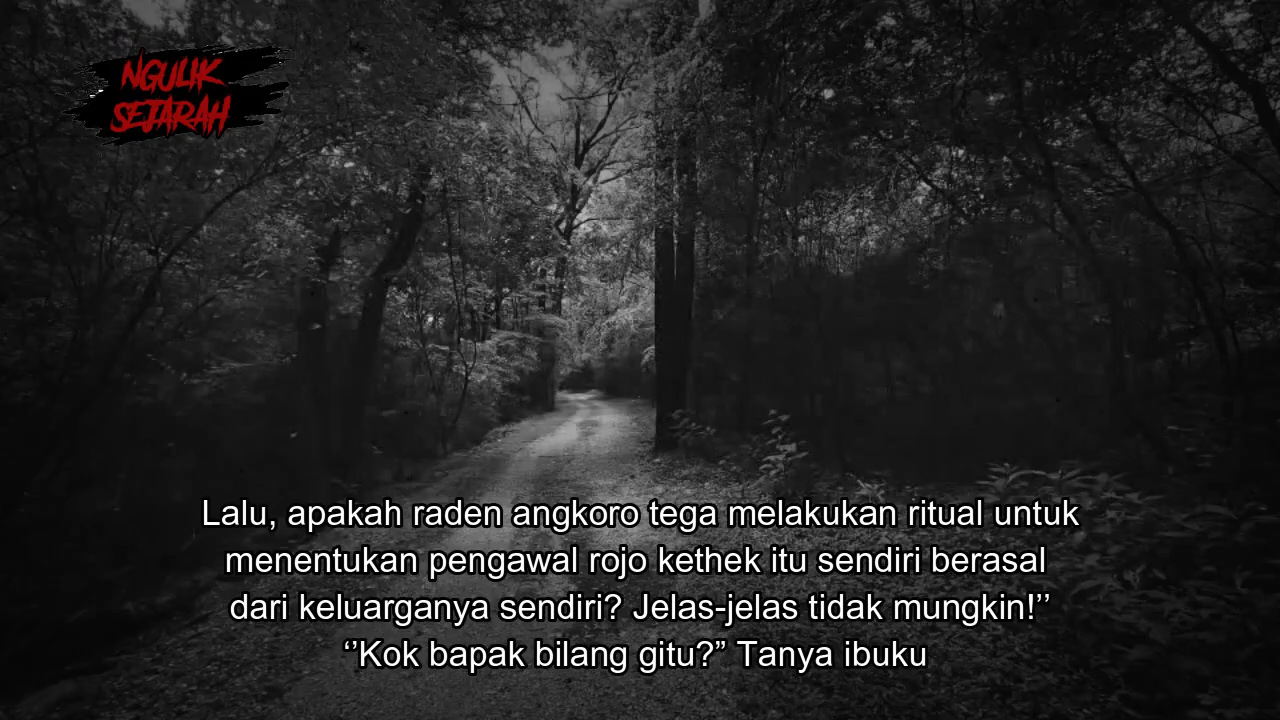 NGULIK
SEJARAH
Lalu, apakah raden angkoro tega melakukan ritual untuk
menentukan pengawal rojo kethek itu sendiri berasal
dari keluarganya sendiri? Jelas-jelas tidak mungkin!’’
‘’Kok bapak bilang gitu?” Tanya ibuku